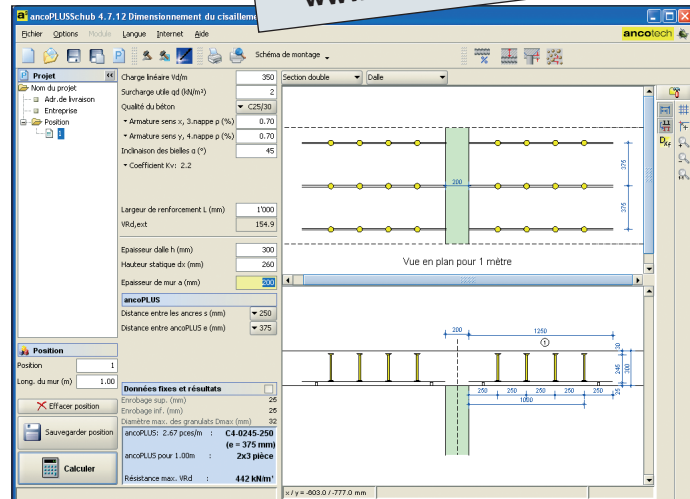 www.
ancoPLUSSchub 4.7.12 Dimensionnement du cisaillem
Fichier Options Module Langue Internet Aide
ancotech
Schéma de montage
Projet
Nom du projet
Adr.de livraison
Entreprise
Position
1
Charge linéaire Vd/m 350
Surcharge utile qd (kN/m²) 2
Qualité du béton C25/30
Armature sens x, 3.nappe ρ (%) 0.70
Armature sens y, 4.nappe ρ (%) 0.70
Inclinaison des bielles α (°) 45
Coefficient Kv: 2.2
Largeur de renforcement L (mm) 1'000
VRd,ext 154.9
Epaisseur dalle h (mm) 300
Hauteur statique dx (mm) 260
Epaisseur de mur a (mm) 200
ancoPLUS
Distance entre les ancres s (mm) 250
Distance entre ancoPLUS e (mm) 375
Position
Position 1
Long. du mur (m) 1.00
Effacer position
Sauvegarder position
Calculer
Données fixes et résultats
Enrobage sup. (mm) 25
Enrobage inf. (mm) 25
Diamètre max. des granulats Dmax (mm) 32
ancoPLUS: 2.67 pces/m : C4-0245-250
(e = 375 mm)
ancoPLUS pour 1.00m : 2x3 pièce
Résistance max. VRd : 442 kN/m'
Section double Dalle
200
375
375
Vue en plan pour 1 mètre
200 1250
1
30
245
300
25
250 250 250 250
1000
x / y = -603.0 / -777.0 mm
DXF